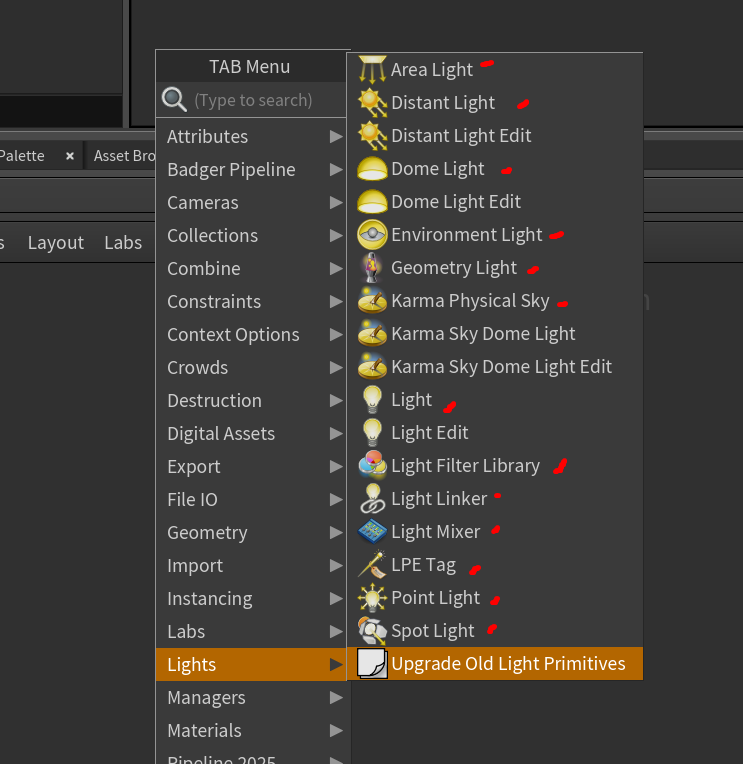 TAB Menu
(Type to search)
Palette
Asset Bro
Layout
Labs
Attributes
Badger Pipeline
Cameras
Collections
Combine
Constraints
Context Options
Crowds
Destruction
Digital Assets
Export
File IO
Geometry
Import
Instancing
Labs
Lights
Managers
Materials
Pipeline 2025
Area Light
Distant Light
Distant Light Edit
Dome Light
Dome Light Edit
Environment Light
Geometry Light
Karma Physical Sky
Karma Sky Dome Light
Karma Sky Dome Light Edit
Light
Light Edit
Light Filter Library
Light Linker
Light Mixer
LPE Tag
Point Light
Spot Light
Upgrade Old Light Primitives